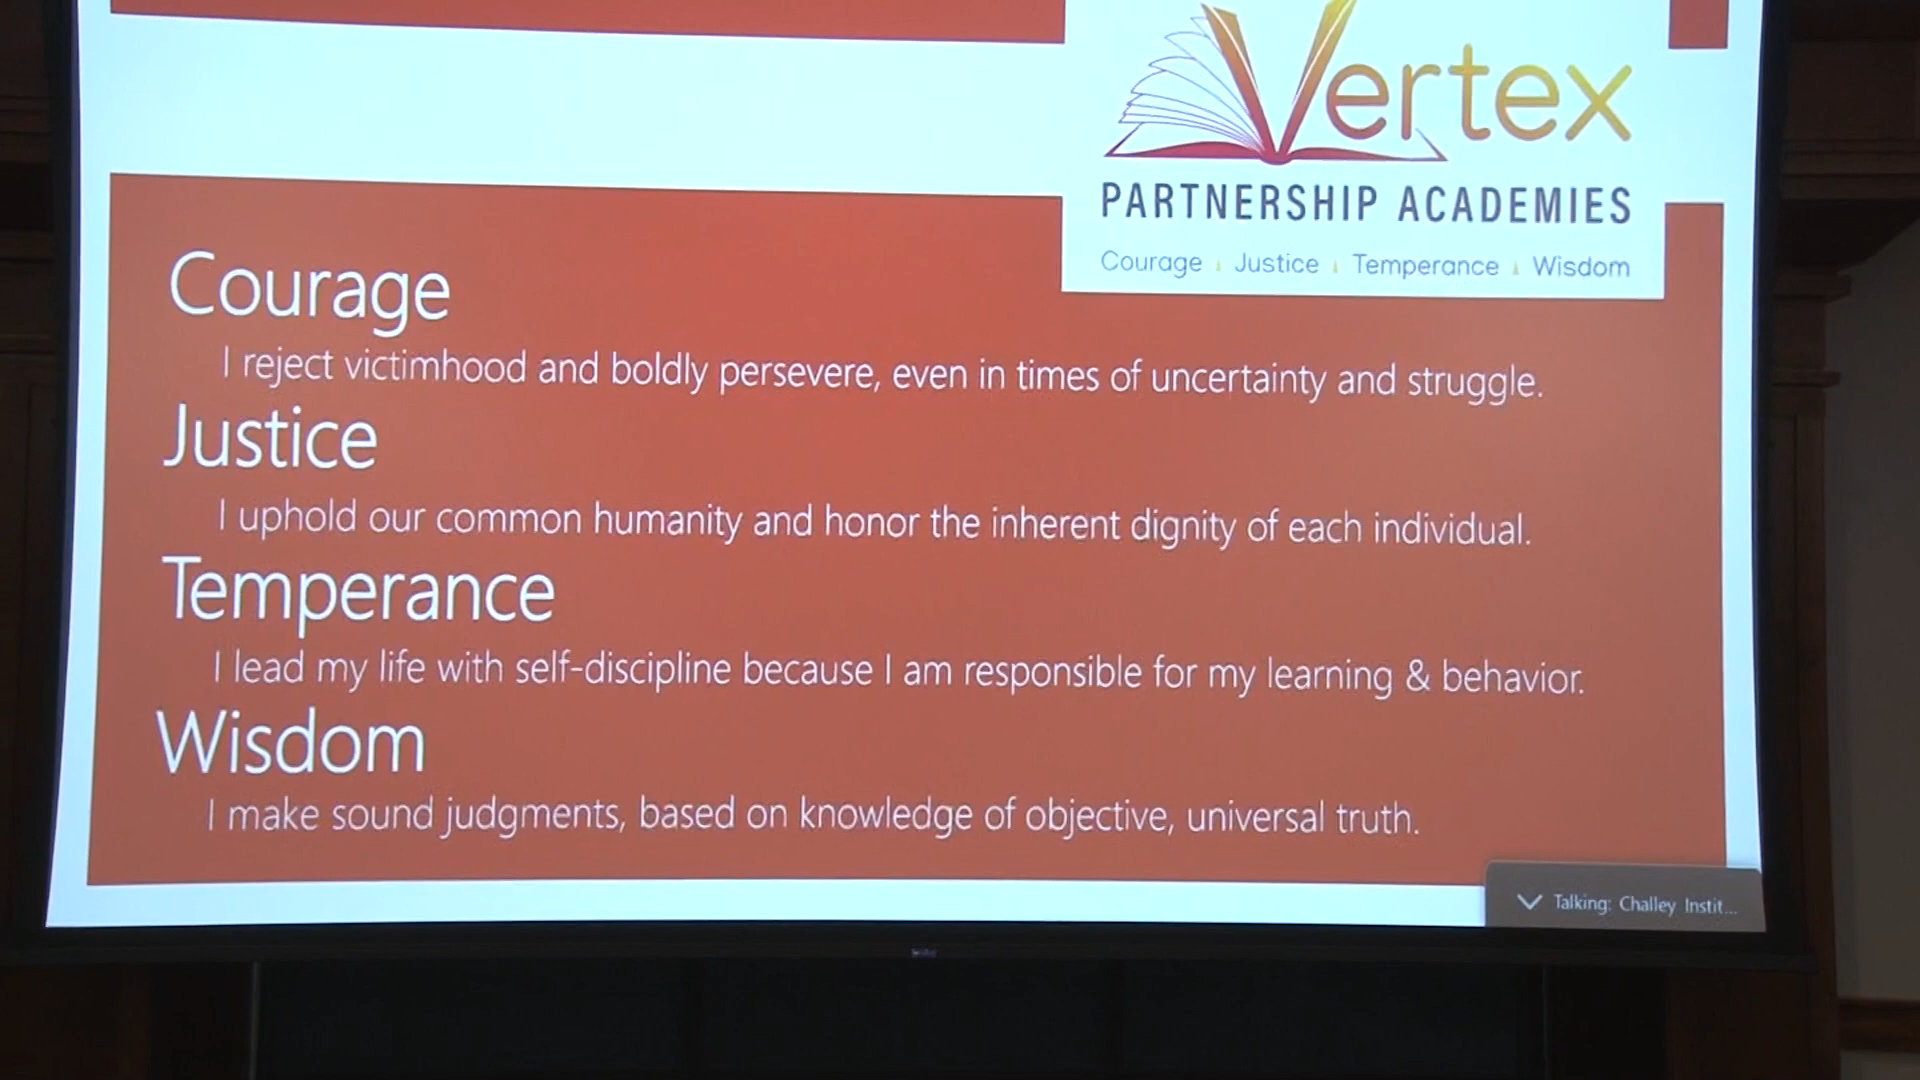 Vertex
PARTNERSHIP ACADEMIES
Courage Justice Temperance Wisdom
Courage
I reject victimhood and boldly persevere, even in times of uncertainty and struggle.
Justice
I uphold our common humanity and honor the inherent dignity of each individual.
Temperance
I lead my life with self-discipline because I am responsible for my learning & behavior.
Wisdom
I make sound judgments, based on knowledge of objective, universal truth.
Talking: Challey Instit...